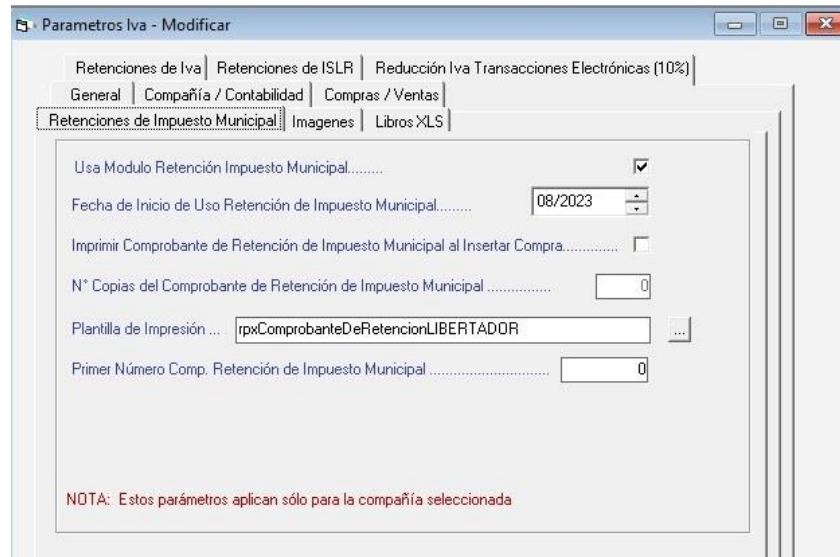 Parametros Iva - Modificar
Retenciones de Iva Retenciones de ISLR Reducción Iva Transacciones Electrónicas (10%)
General Compañía / Contabilidad Compras / Ventas
Retenciones de Impuesto Municipal Imagenes Libros XLS
Usa Modulo Retención Impuesto Municipal.........
Fecha de Inicio de Uso Retención de Impuesto Municipal......... 08/2023
Imprimir Comprobante de Retención de Impuesto Municipal al Insertar Compra..............
N° Copias del Comprobante de Retención de Impuesto Municipal ................ 0
Plantilla de Impresión ... rpxComprobanteDeRetencionLIBERTADOR ...
Primer Número Comp. Retención de Impuesto Municipal .............................. 0
NOTA: Estos parámetros aplican sólo para la compañía seleccionada